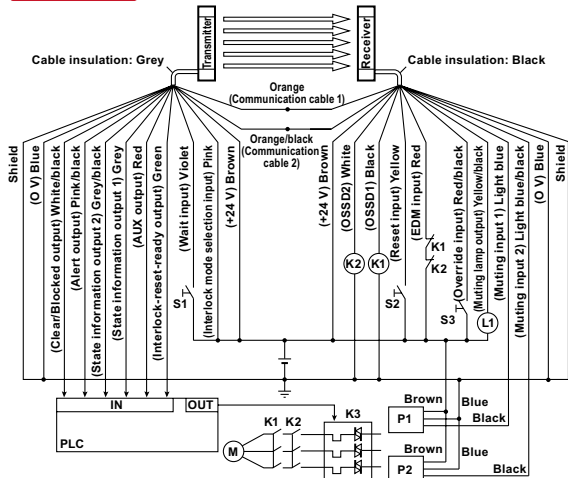 Transmitter
Receiver
Cable insulation: Grey
Cable insulation: Black
Orange
(Communication cable 1)
Orange/black
(Communication
cable 2)
Shield
(O V) Blue
(Clear/Blocked output) White/black
(Alert output) Pink/black
(State information output 2) Grey/black
(State information output 1) Grey
(AUX output) Red
(Interlock-reset-ready output) Green
(Wait input) Violet
(Interlock mode selection input) Pink
(+24 V) Brown
(+24 V) Brown
(OSSD2) White
(OSSD1) Black
(Reset input) Yellow
(EDM input) Red
(Override input) Red/black
(Muting lamp output) Yellow/black
(Muting input 1) Light blue
(Muting input 2) Light blue/black
(O V) Blue
Shield
K1
K2
K2
K1
S1
S2
S3
L1
IN
OUT
PLC
K1 K2
K3
M
Brown
Blue
P1
Black
Brown
Blue
P2
Black